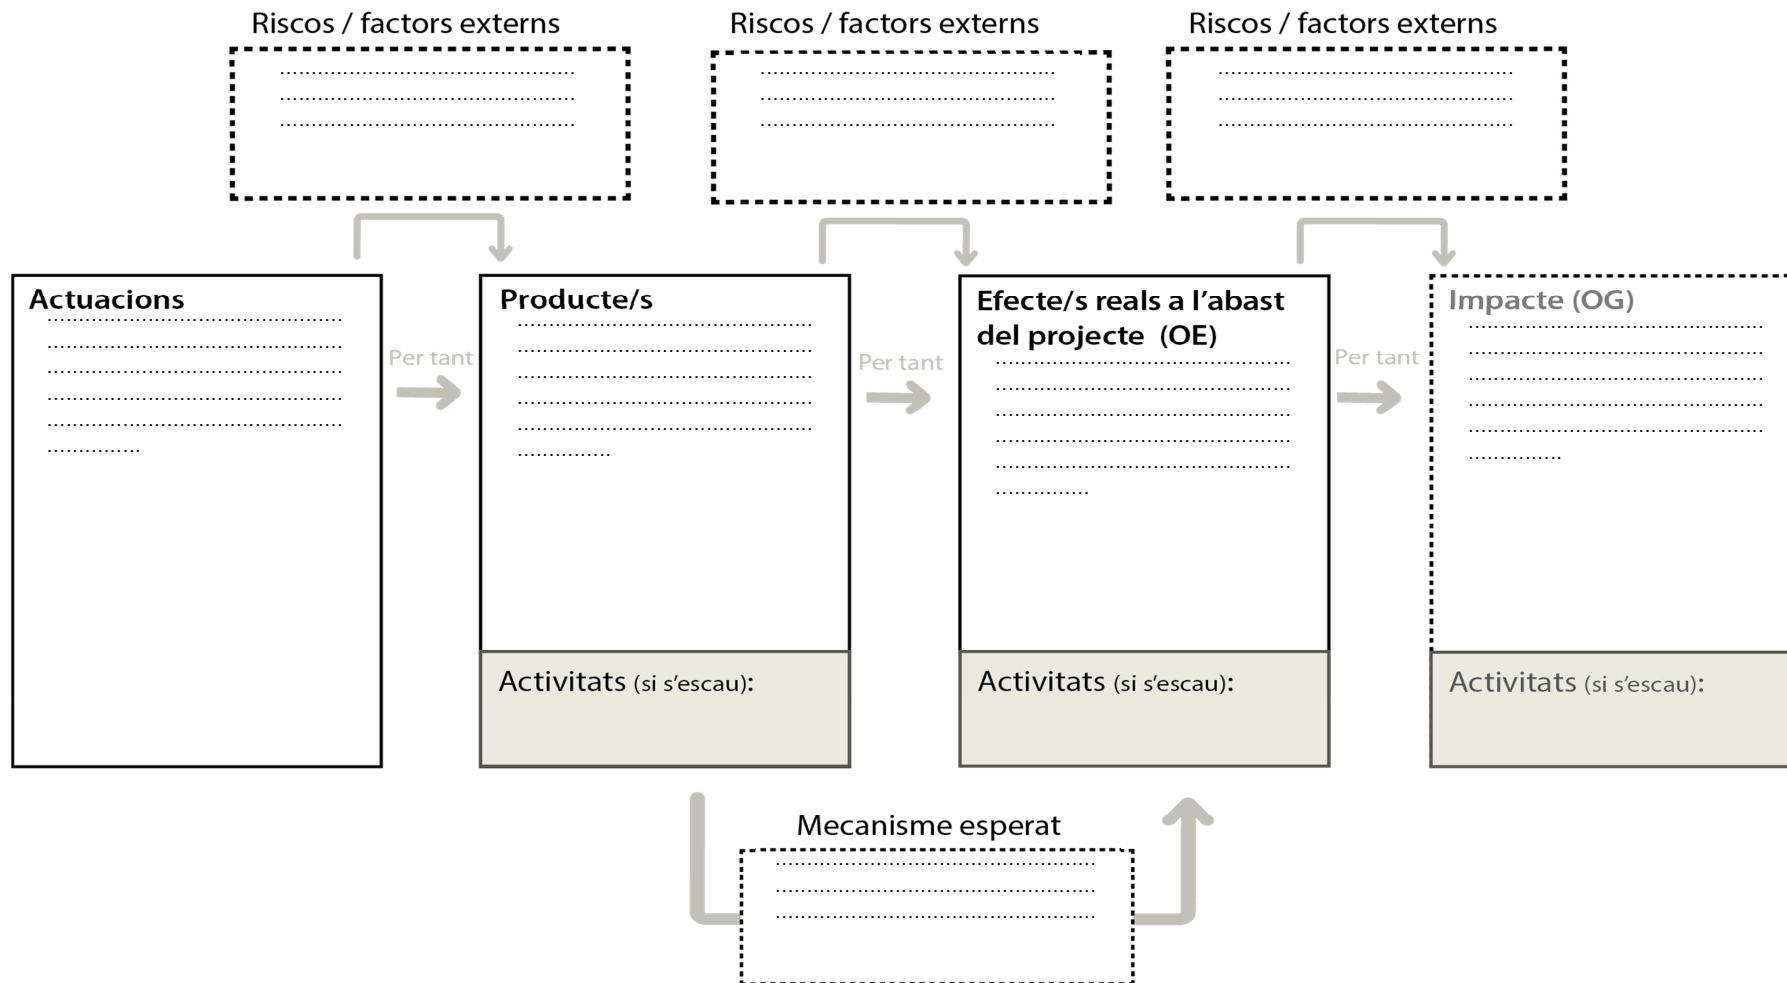 Riscos / factors externs
Riscos / factors externs
Riscos / factors externs
Actuacions
Per tant
Producte/s
Activitats (si s'escau):
Per tant
Efecte/s reals a l'abast
del projecte (OE)
Activitats (si s'escau):
Per tant
Impacte (OG)
Activitats (si s'escau):
Mecanisme esperat